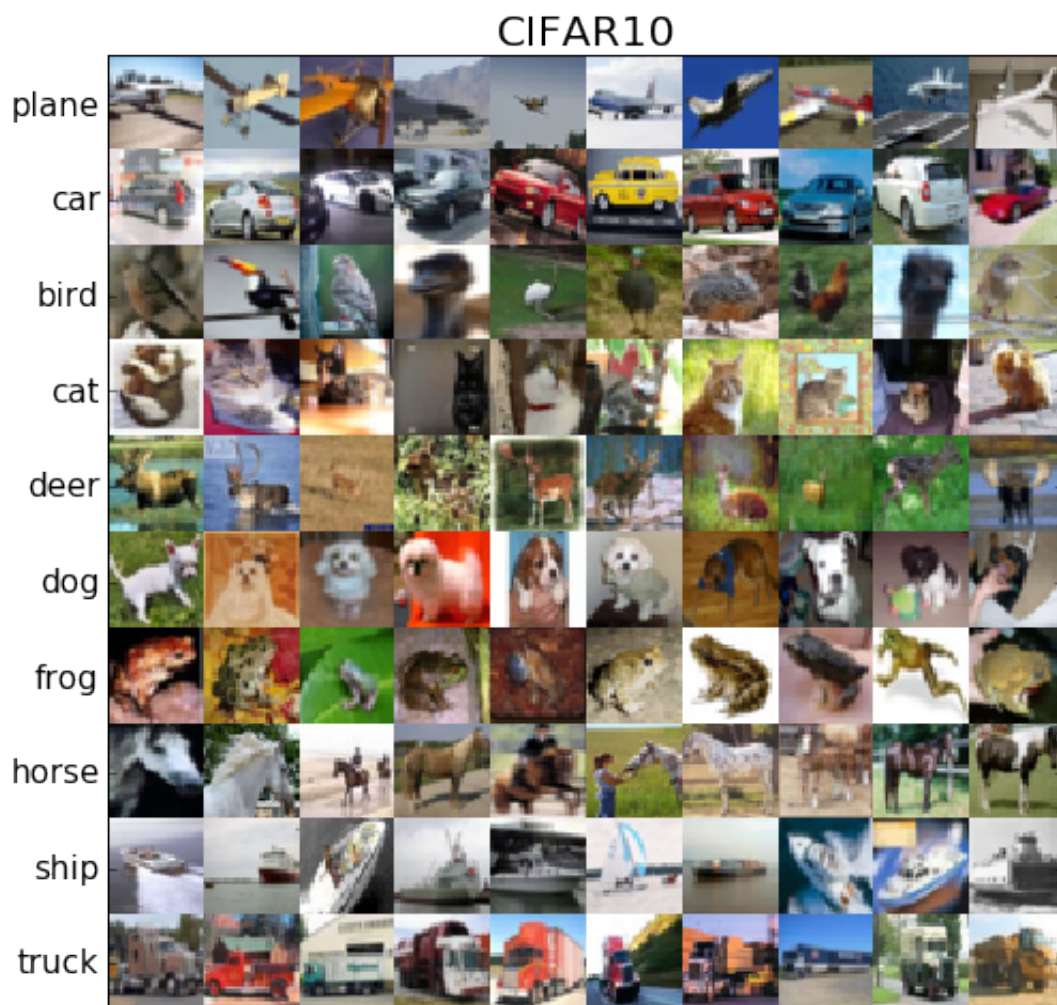 CIFAR10
plane
car
bird
cat
deer
dog
frog
horse
ship
truck